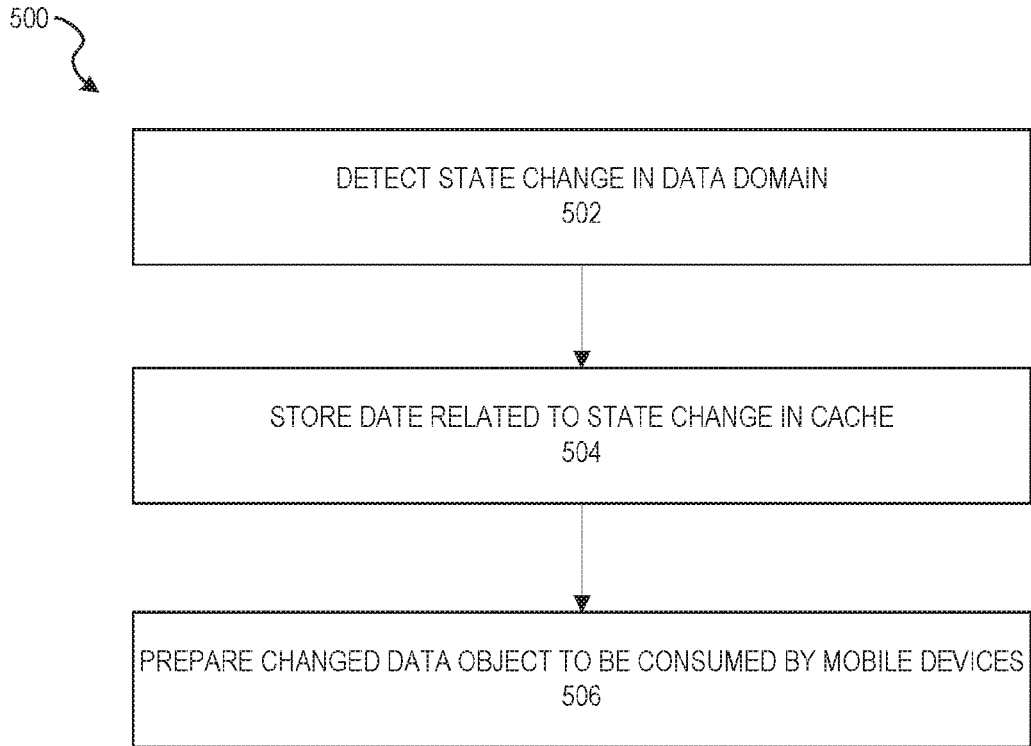 500
DETECT STATE CHANGE IN DATA DOMAIN
502
STORE DATE RELATED TO STATE CHANGE IN CACHE
504
PREPARE CHANGED DATA OBJECT TO BE CONSUMED BY MOBILE DEVICES
506